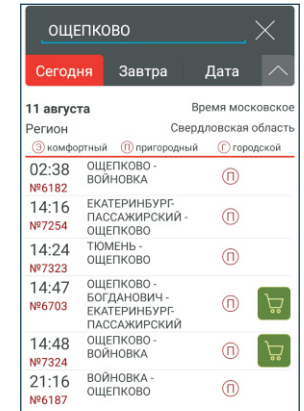 ОЩЕПКОВО
Сегодня Завтра Дата
11 августа Время московское
Регион Свердловская область
Э комфортный П пригородный Г городской
02:38 ОЩЕПКОВО - П
№6182 ВОЙНОВКА
14:16 ЕКАТЕРИНБУРГ- П
№7254 ПАССАЖИРСКИЙ -
ОЩЕПКОВО
14:24 ТЮМЕНЬ - П
№7323 ОЩЕПКОВО
14:47 ОЩЕПКОВО - П
№6703 БОГДАНОВИЧ -
ЕКАТЕРИНБУРГ-
ПАССАЖИРСКИЙ
14:48 ОЩЕПКОВО - П
№7324 ВОЙНОВКА
21:16 ВОЙНОВКА - П
№6187 ОЩЕПКОВО